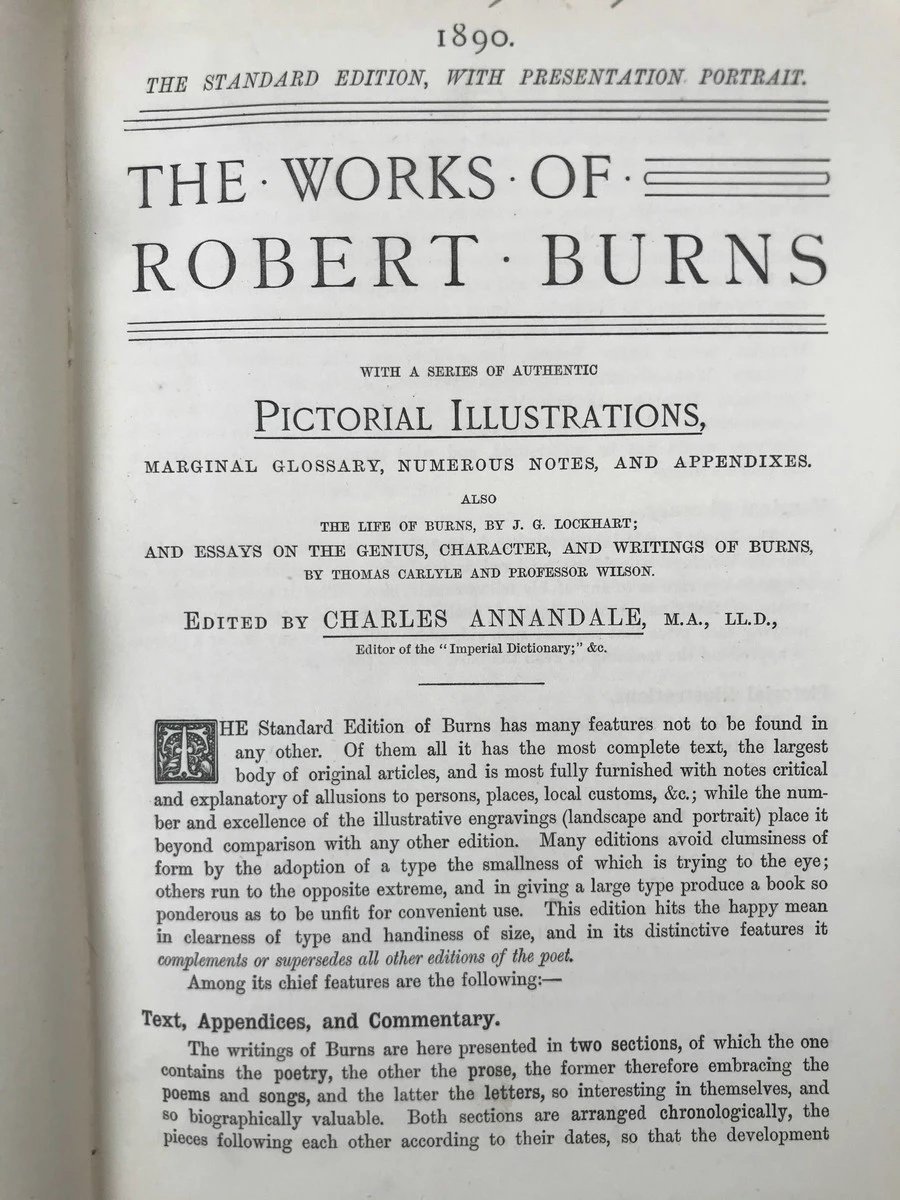 1890.
THE STANDARD EDITION, WITH PRESENTATION PORTRAIT.
THE · WORKS · OF ·
ROBERT · BURNS
WITH A SERIES OF AUTHENTIC
PICTORIAL ILLUSTRATIONS,
MARGINAL GLOSSARY, NUMEROUS NOTES, AND APPENDIXES.
ALSO
THE LIFE OF BURNS, BY J. G. LOCKHART;
AND ESSAYS ON THE GENIUS, CHARACTER, AND WRITINGS OF BURNS,
BY THOMAS CARLYLE AND PROFESSOR WILSON.
EDITED BY CHARLES ANNANDALE, M.A., LL.D.,
Editor of the "Imperial Dictionary;" &c.
THE Standard Edition of Burns has many features not to be found in
any other. Of them all it has the most complete text, the largest
body of original articles, and is most fully furnished with notes critical
and explanatory of allusions to persons, places, local customs, &c.; while the num-
ber and excellence of the illustrative engravings (landscape and portrait) place it
beyond comparison with any other edition. Many editions avoid clumsiness of
form by the adoption of a type the smallness of which is trying to the eye;
others run to the opposite extreme, and in giving a large type produce a book so
ponderous as to be unfit for convenient use. This edition hits the happy mean
in clearness of type and handiness of size, and in its distinctive features it
complements or supersedes all other editions of the poet.
Among its chief features are the following:—
Text, Appendices, and Commentary.
The writings of Burns are here presented in two sections, of which the one
contains the poetry, the other the prose, the former therefore embracing the
poems and songs, and the latter the letters, so interesting in themselves, and
so biographically valuable. Both sections are arranged chronologically, the
pieces following each other according to their dates, so that the development